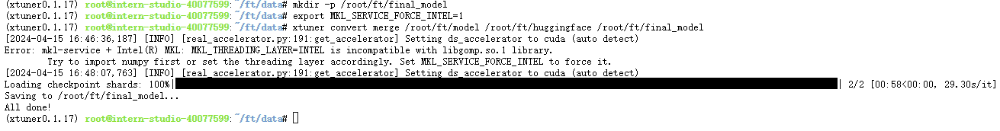 (xtuner0.1.17) root@intern-studio-40077599:~/ft/data# mkdir -p /root/ft/final_model
(xtuner0.1.17) root@intern-studio-40077599:~/ft/data# export MKL_SERVICE_FORCE_INTEL=1
(xtuner0.1.17) root@intern-studio-40077599:~/ft/data# xtuner convert merge /root/ft/model /root/ft/huggingface /root/ft/final_model
[2024-04-15 16:46:36,187] [INFO] [real_accelerator.py:191:get_accelerator] Setting ds_accelerator to cuda (auto detect)
Error: mkl-service + Intel(R) MKL: MKL_THREADING_LAYER=INTEL is incompatible with libgomp.so.1 library.
        Try to import numpy first or set the threading layer accordingly. Set MKL_SERVICE_FORCE_INTEL to force it.
[2024-04-15 16:48:07,763] [INFO] [real_accelerator.py:191:get_accelerator] Setting ds_accelerator to cuda (auto detect)
Loading checkpoint shards: 100%| | 2/2 [00:58<00:00, 29.30s/it]
Saving to /root/ft/final_model...
All done!
(xtuner0.1.17) root@intern-studio-40077599:~/ft/data#